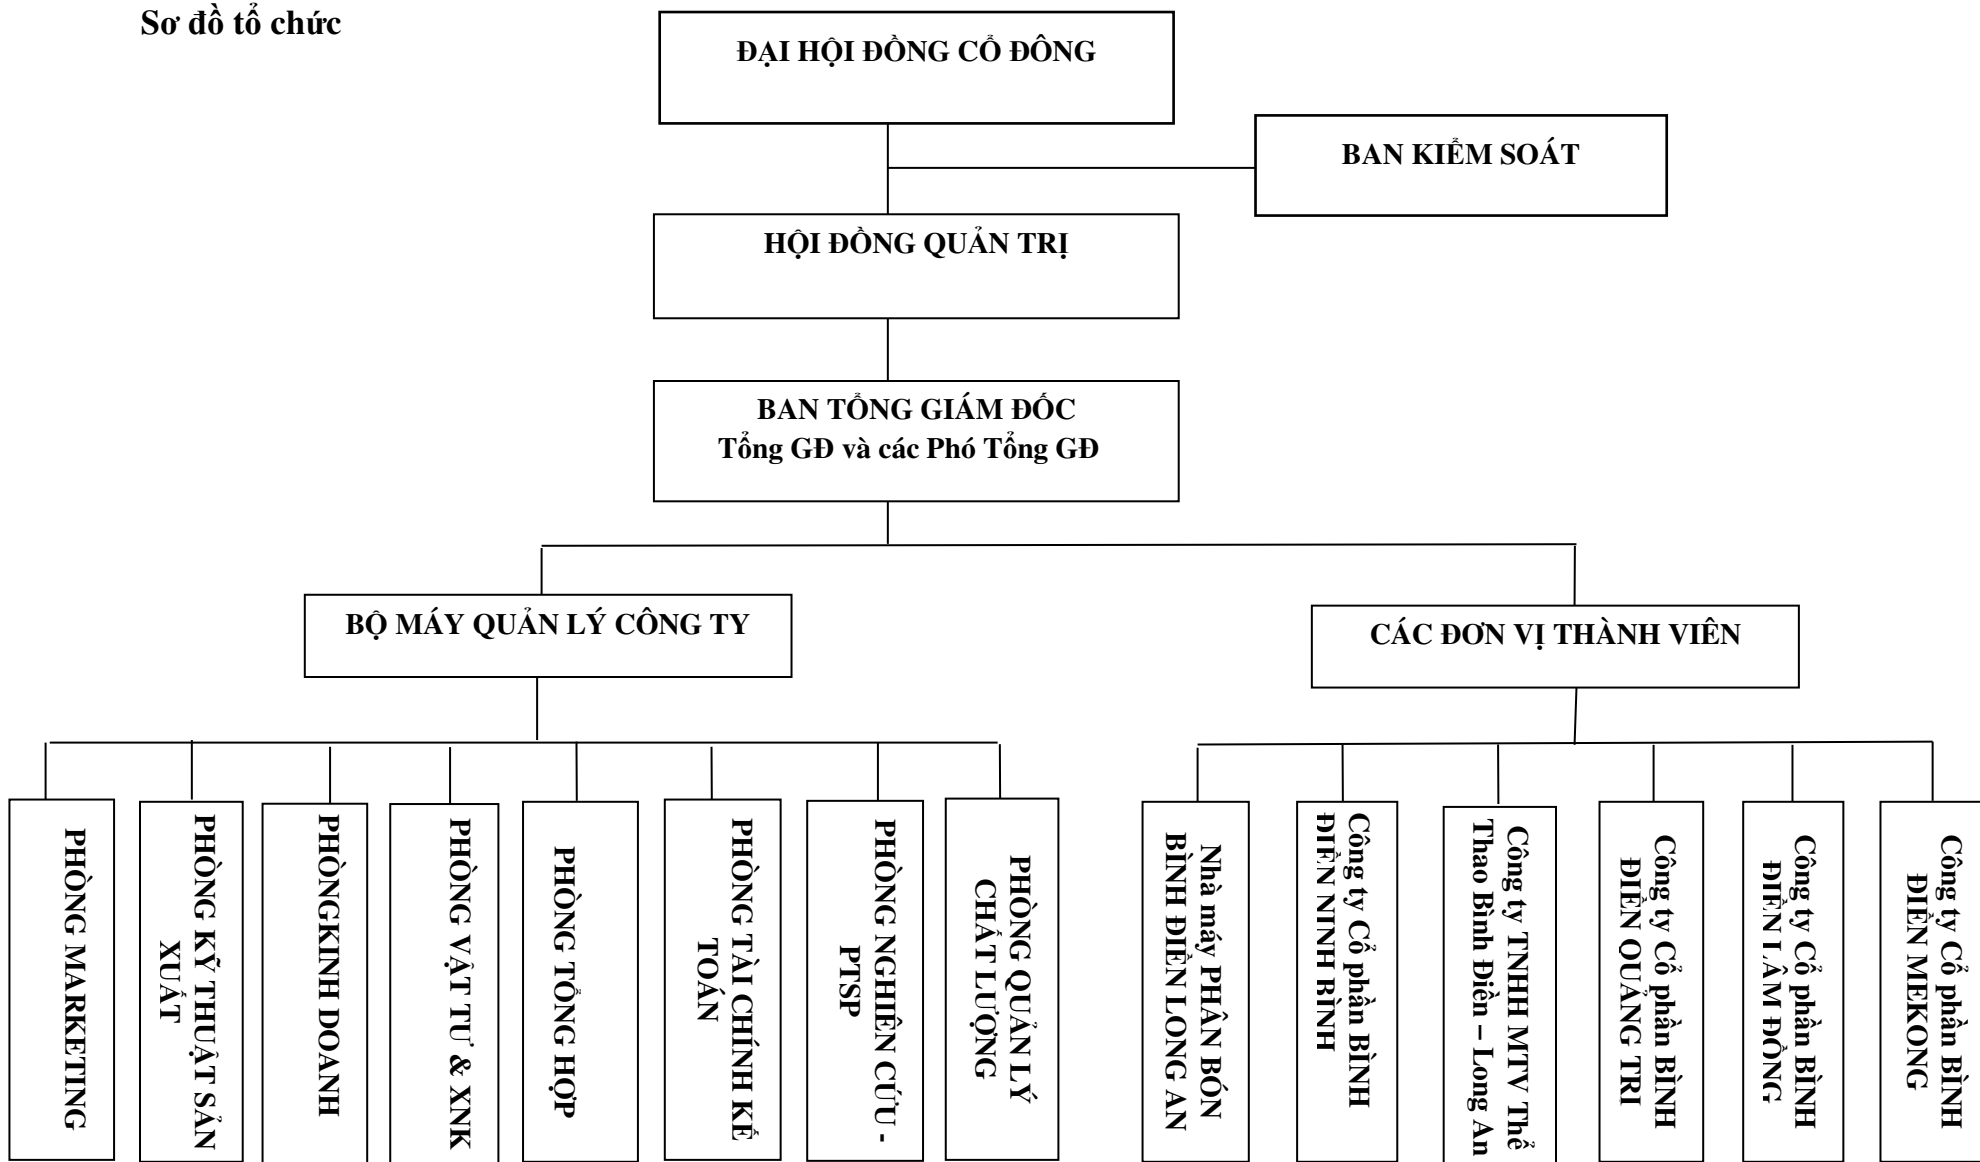 Sơ đồ tổ chức
ĐẠI HỘI ĐỒNG CỔ ĐÔNG
BAN KIỂM SOÁT
HỘI ĐỒNG QUẢN TRỊ
BAN TỔNG GIÁM ĐỐC
Tổng GĐ và các Phó Tổng GĐ
BỘ MÁY QUẢN LÝ CÔNG TY
CÁC ĐƠN VỊ THÀNH VIÊN
PHÒNG MARKETING
PHÒNG KỸ THUẬT SẢN
XUẤT
PHÒNGKINH DOANH
PHÒNG VẬT TƯ & XNK
PHÒNG TỔNG HỢP
PHÒNG TÀI CHÍNH KẾ
TOÁN
PHÒNG NGHIÊN CỨU -
PTSP
PHÒNG QUẢN LÝ
CHẤT LƯỢNG
Nhà máy PHÂN BÓN
BÌNH ĐIỀN LONG AN
Công ty Cổ phần BÌNH
ĐIỀN NINH BÌNH
Công ty TNHH MTV Thể
Thao Bình Điền – Long An
Công ty Cổ phần BÌNH
ĐIỀN QUẢNG TRI
Công ty Cổ phần BÌNH
ĐIỀN LÂM ĐỒNG
Công ty Cổ phần BÌNH
ĐIỀN MEKONG